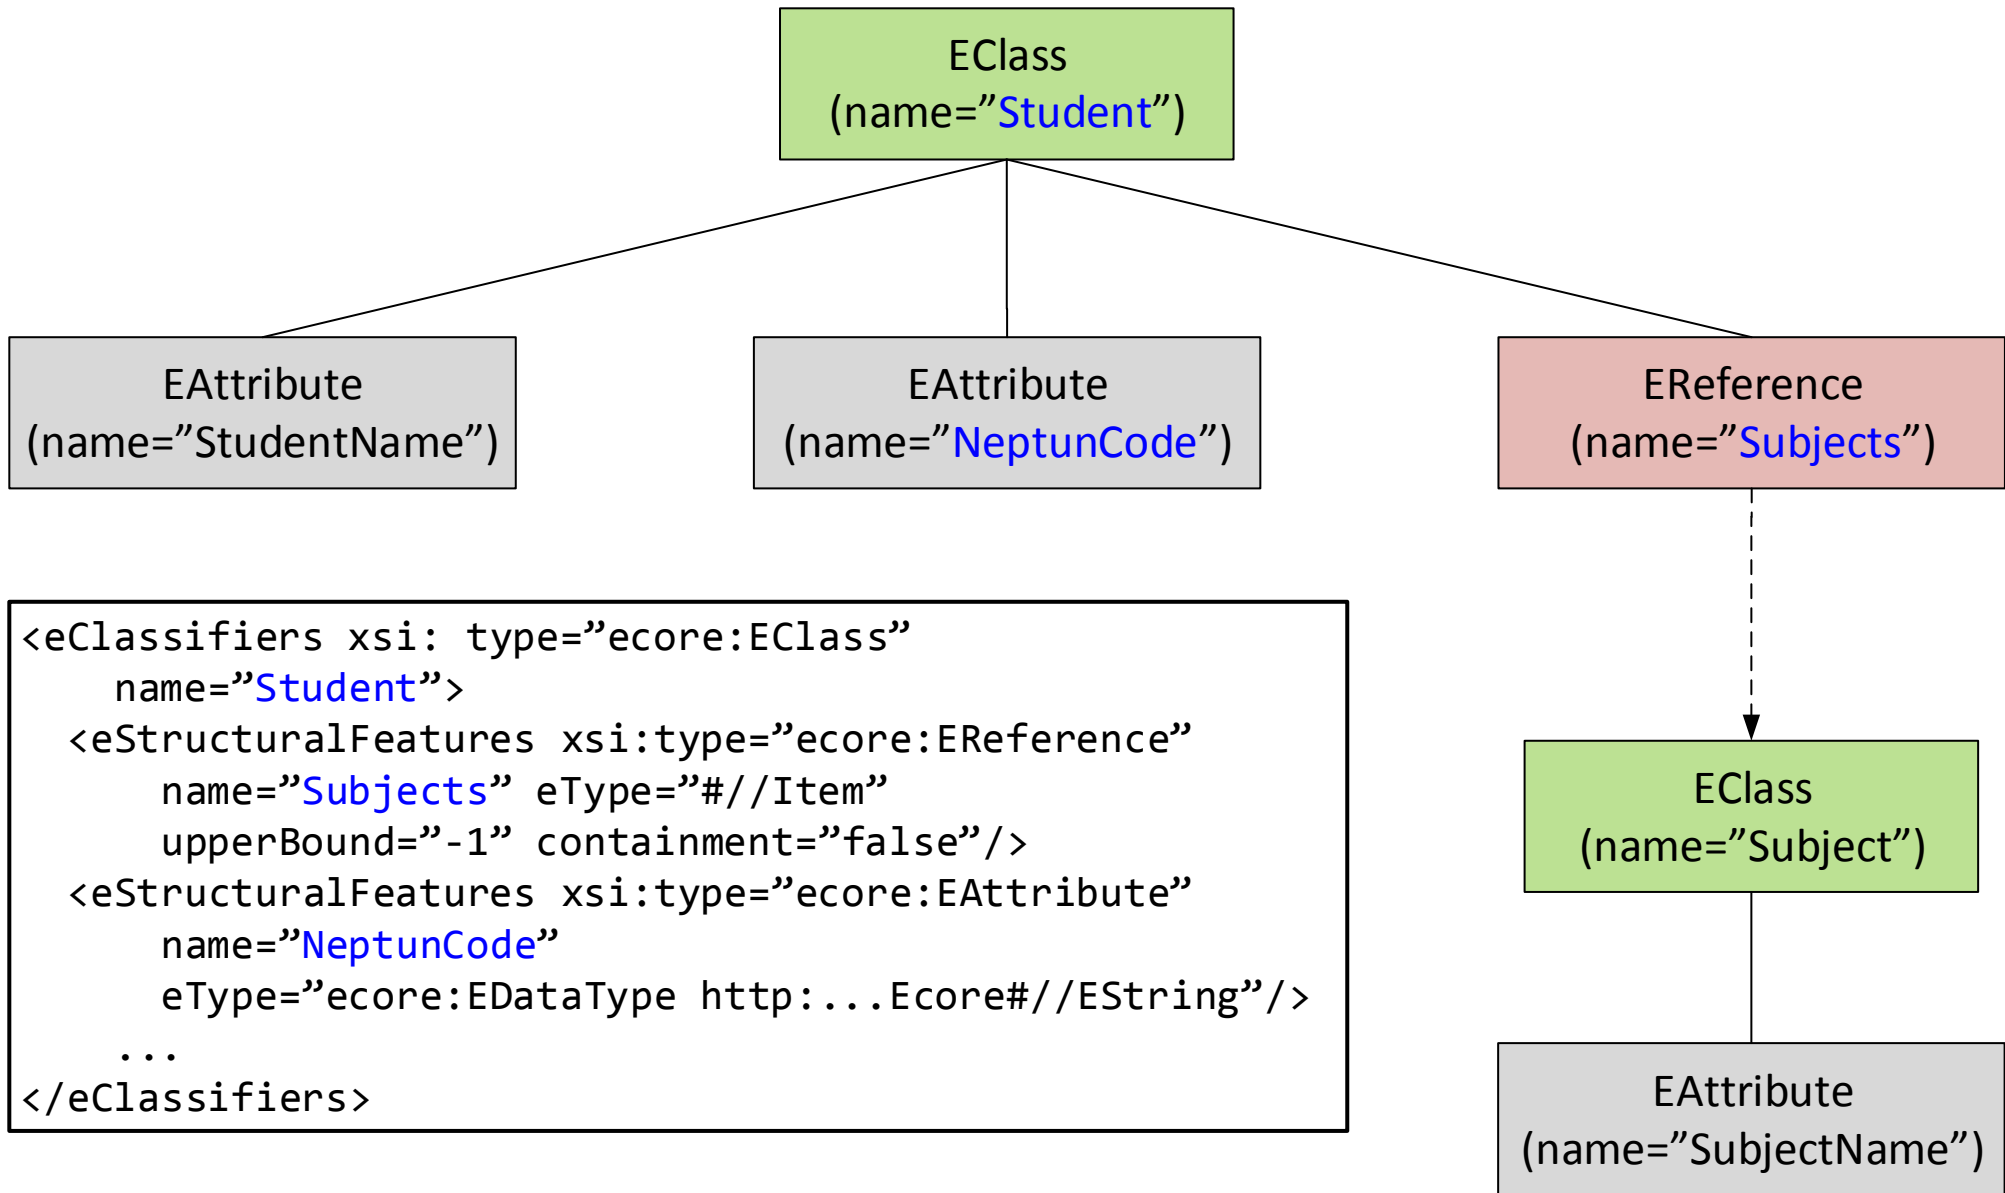 EClass
(name=”Student”)
EAttribute
(name=”StudentName”)
EAttribute
(name=”NeptunCode”)
EReference
(name=”Subjects”)
<eClassifiers xsi: type=”ecore:EClass”
name=”Student”>
<eStructuralFeatures xsi:type=”ecore:EReference”
name=”Subjects” eType=”#//Item”
upperBound=”-1” containment=”false”/>
<eStructuralFeatures xsi:type=”ecore:EAttribute”
name=”NeptunCode”
eType=”ecore:EDataType http:...Ecore#//EString”/>
...
</eClassifiers>
EClass
(name=”Subject”)
EAttribute
(name=”SubjectName”)